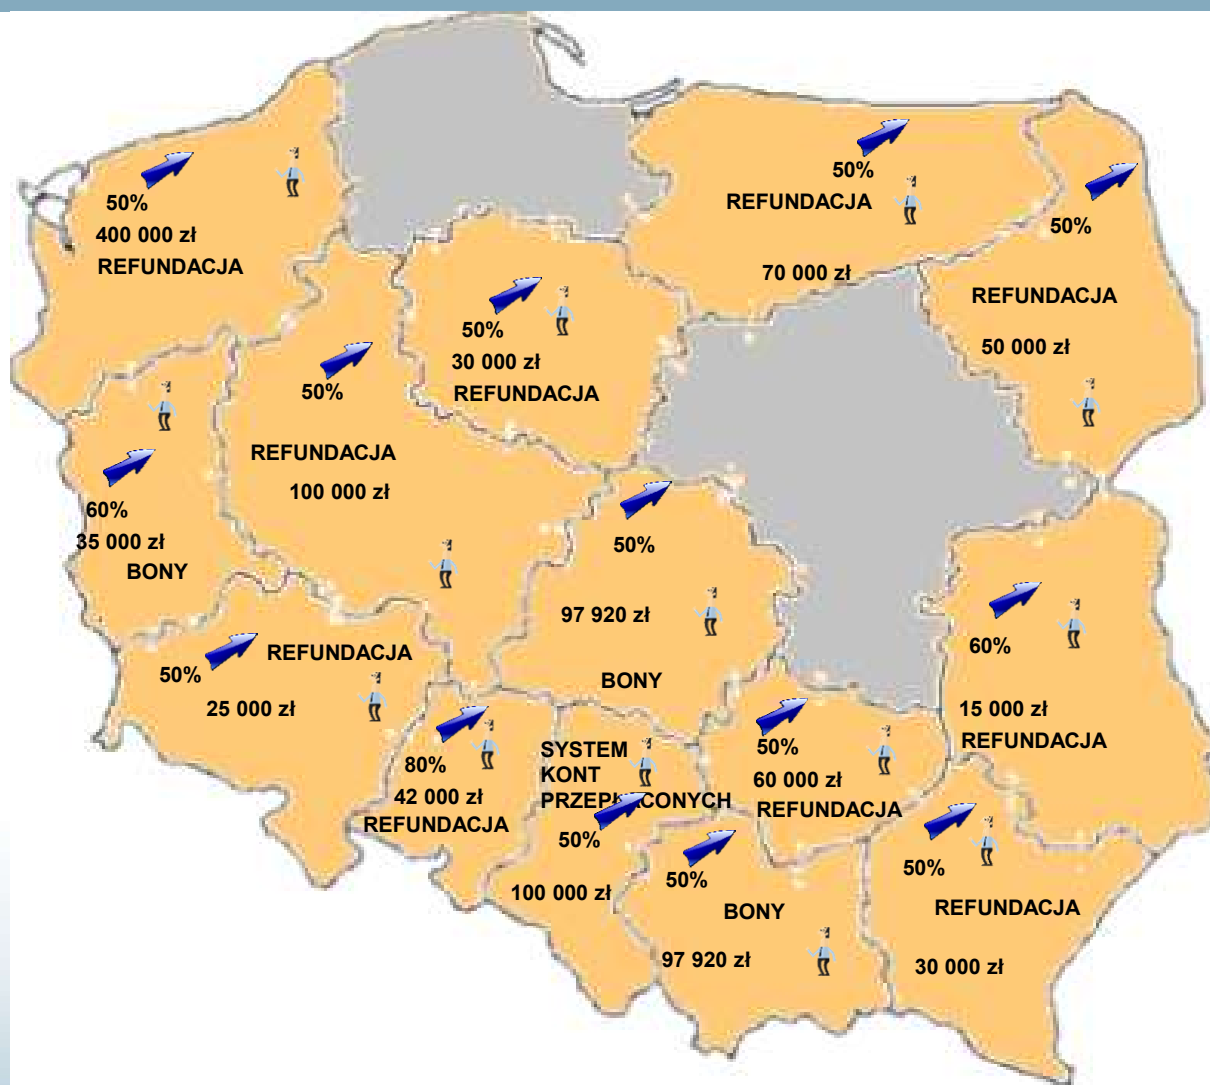 50%
400 000 zł
REFUNDACJA
50%
REFUNDACJA
70 000 zł
50%
REFUNDACJA
50 000 zł
50%
30 000 zł
REFUNDACJA
50%
REFUNDACJA
100 000 zł
60%
35 000 zł
BONY
50%
97 920 zł
BONY
60%
15 000 zł
REFUNDACJA
REFUNDACJA
50%
25 000 zł
80%
42 000 zł
REFUNDACJA
SYSTEM
KONT
PRZEPŁACONYCH
50%
100 000 zł
50%
60 000 zł
REFUNDACJA
50%
BONY
97 920 zł
50%
REFUNDACJA
30 000 zł